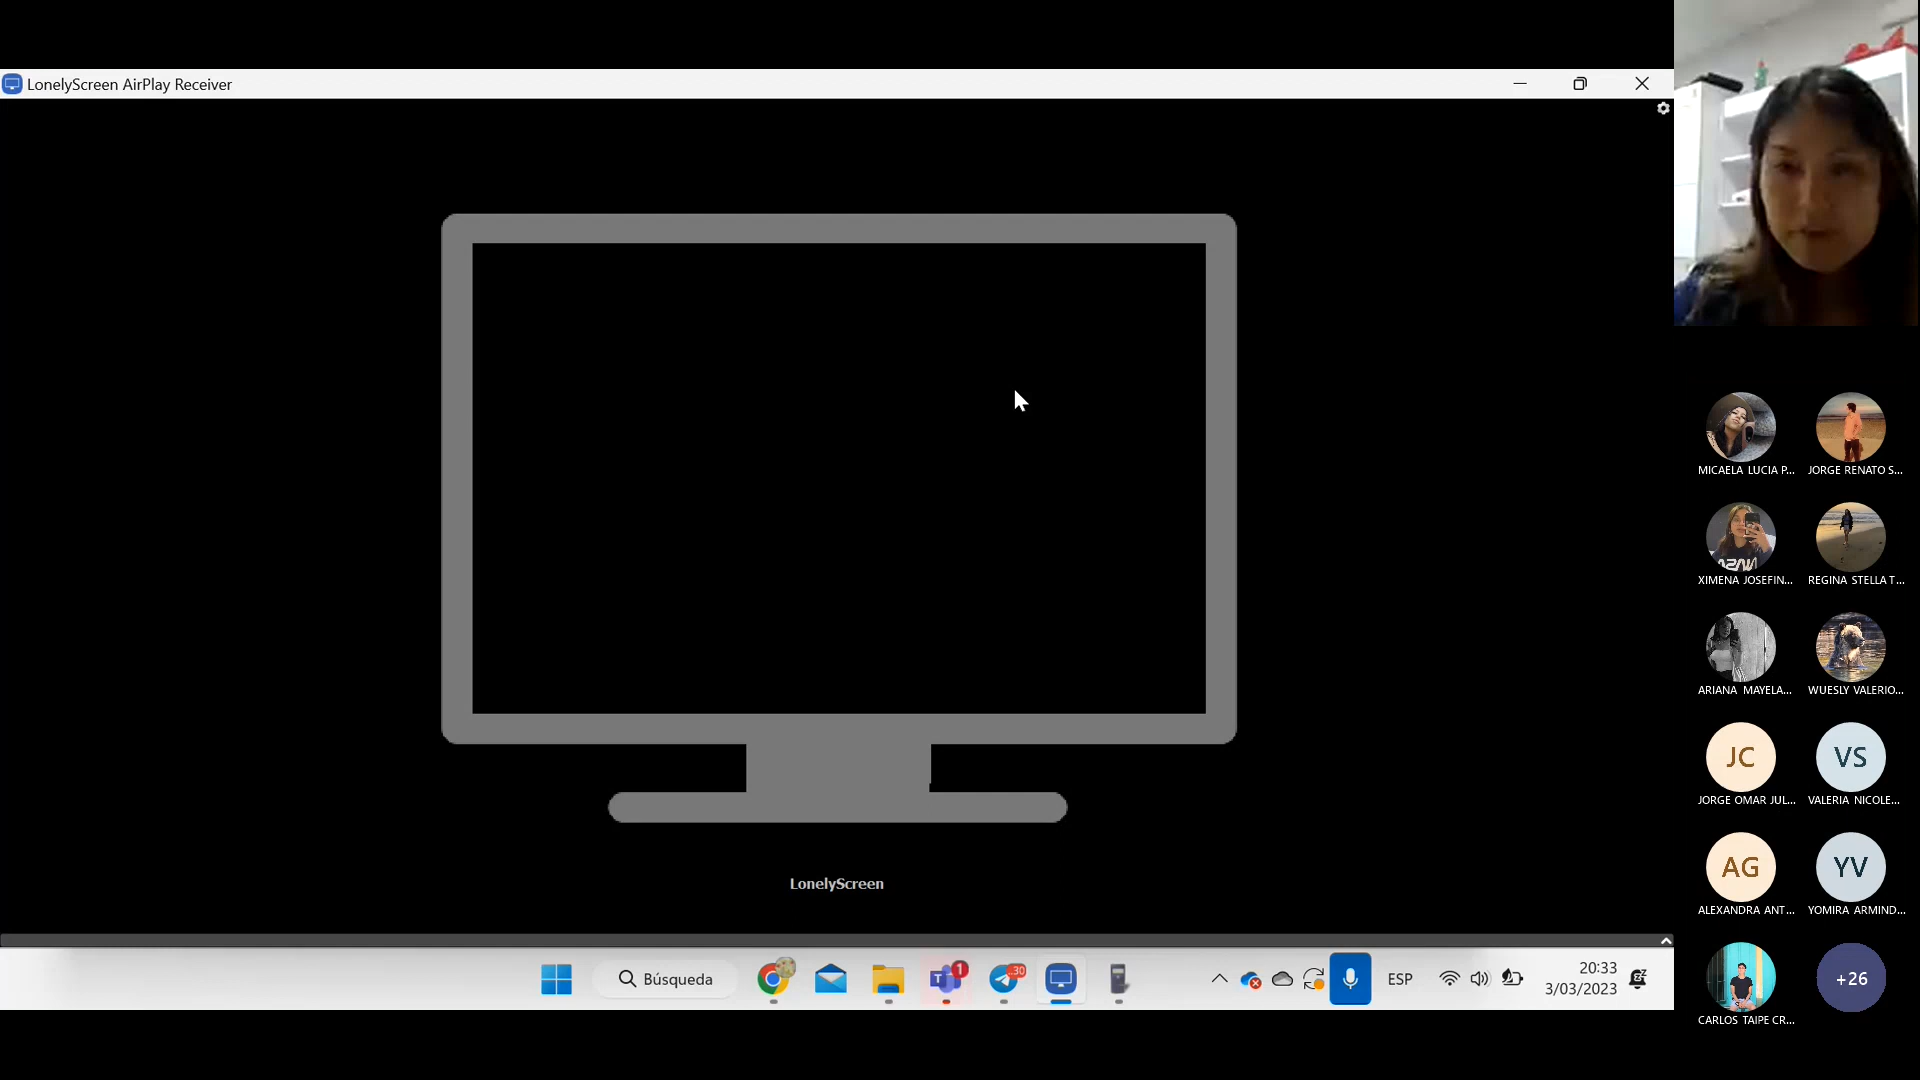 LonelyScreen AirPlay Receiver
LonelyScreen
Búsqueda
1
30
ESP
20:33
3/03/2023
MICAELA LUCIA P...
JORGE RENATO S...
XIMENA JOSEFIN...
REGINA STELLA T...
ARIANA MAYELA...
WUESLY VALERIO...
JC
VS
JORGE OMAR JUL...
VALERIA NICOLE...
AG
YV
ALEXANDRA ANT...
YOMIRA ARMIND...
+26
CARLOS TAIPE CR...